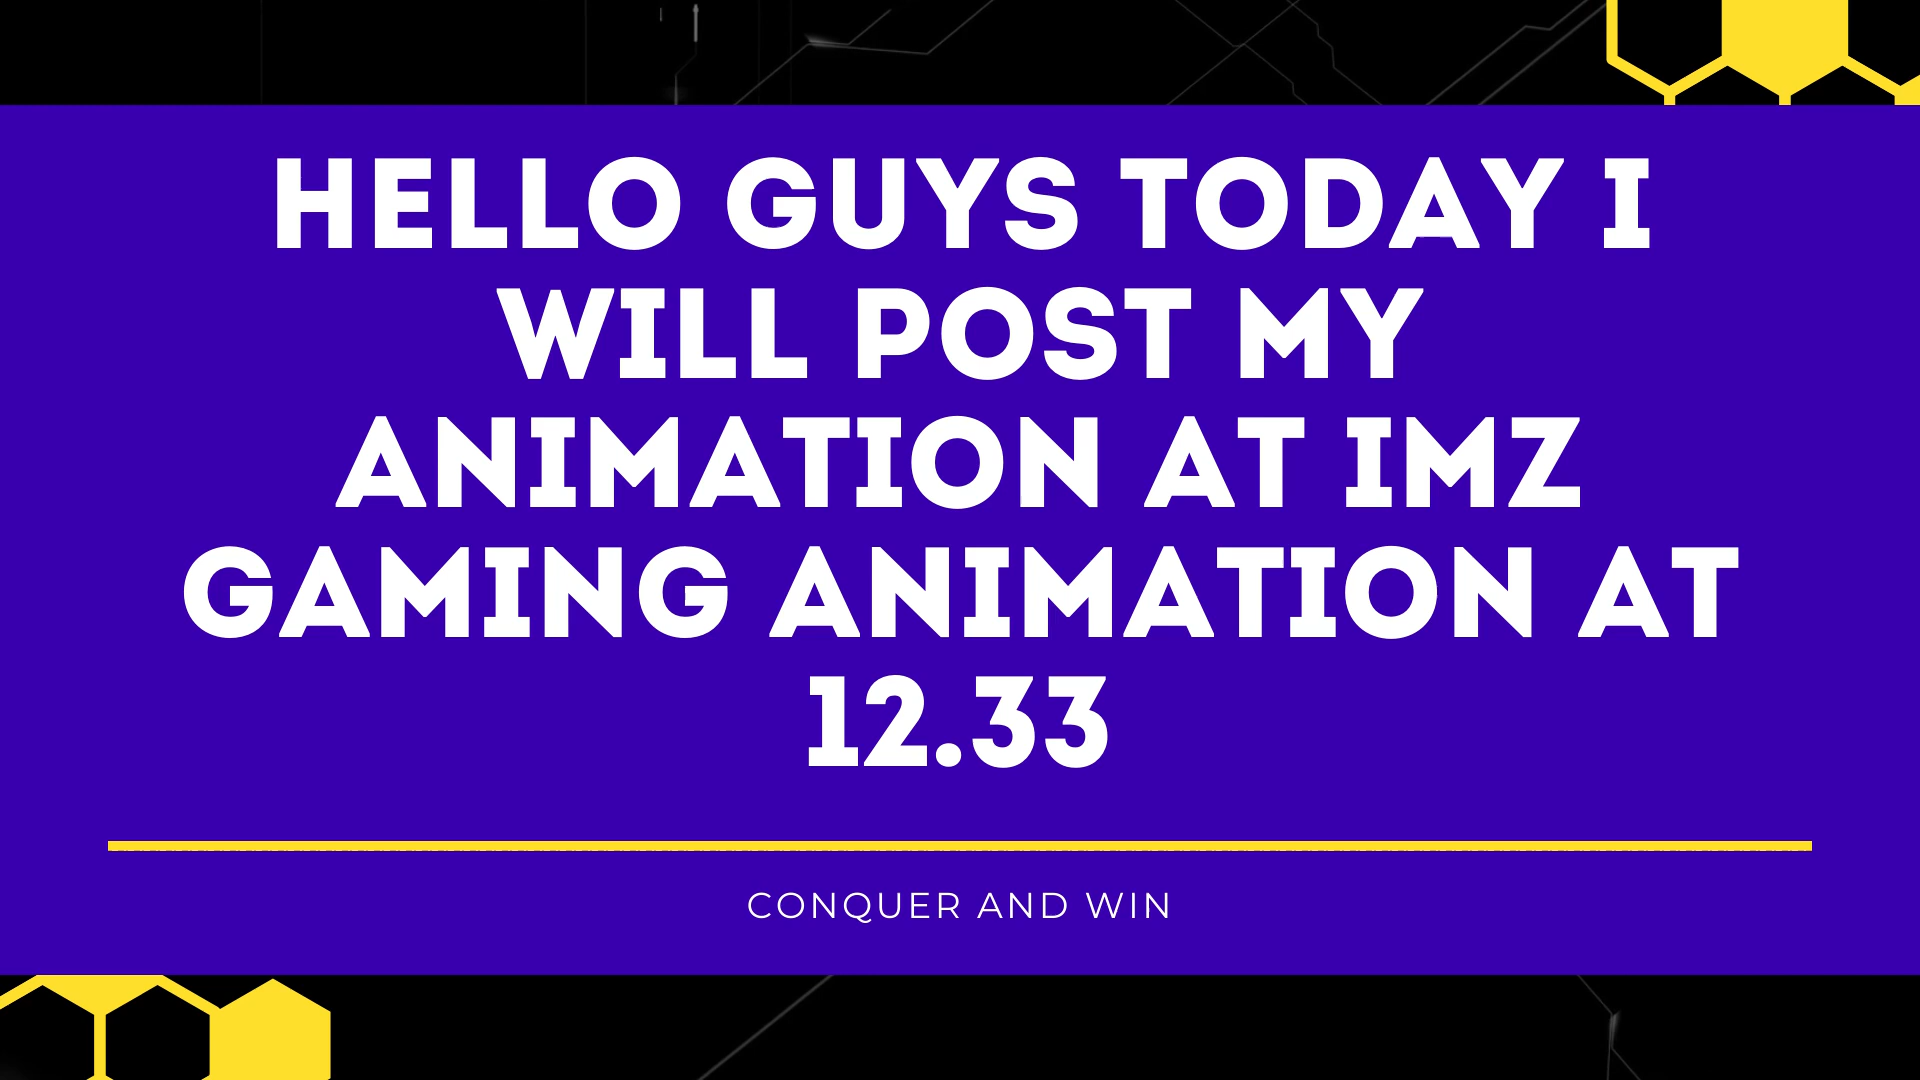 HELLO GUYS TODAY I
WILL POST MY
ANIMATION AT IMZ
GAMING ANIMATION AT
12.33
CONQUER AND WIN